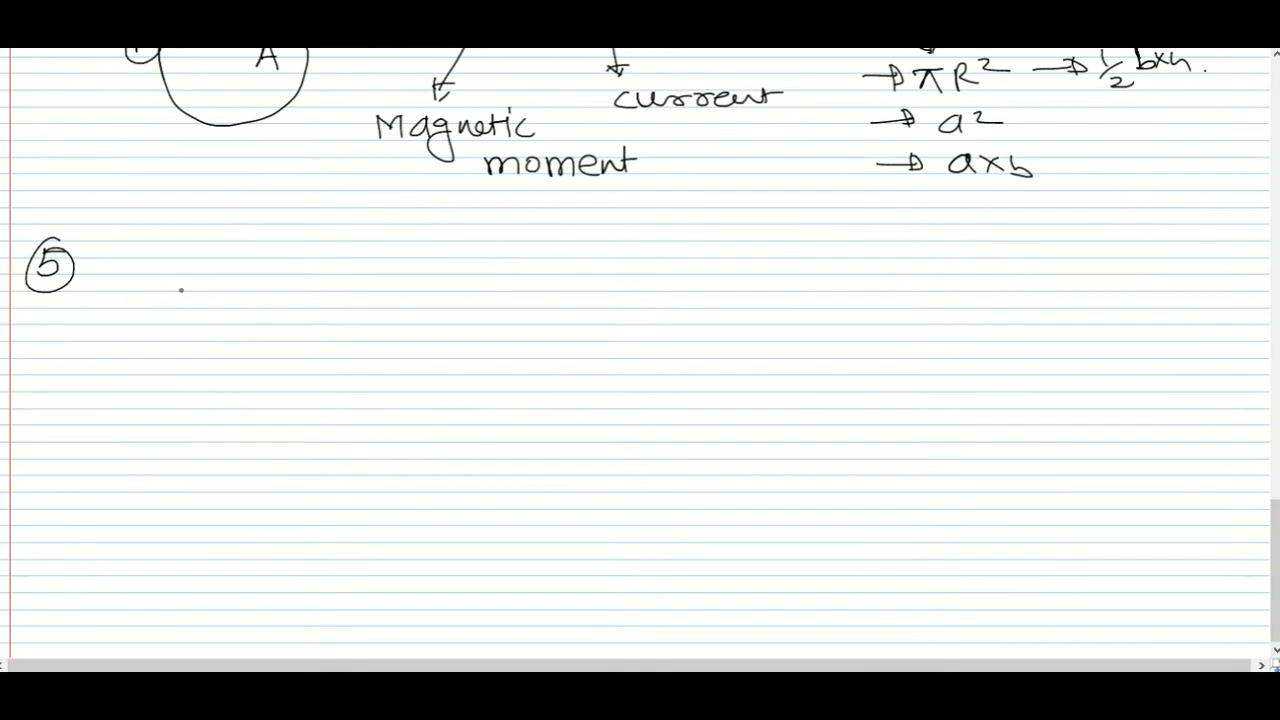 A
→ πR² → 1/2 b×h.
current
Magnetic
→ a²
moment
→ a×b
5